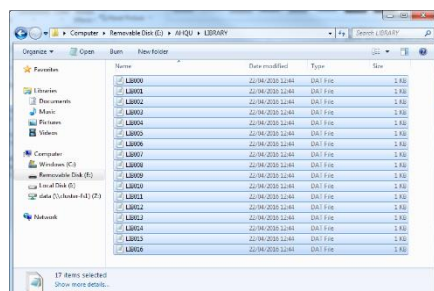 Computer ▸ Removable Disk (E:) ▸ AHQU ▸ LIBRARY
Search LIBRARY
Organize Open Burn New folder
Name Date modified Type Size
Favorites
Libraries
Documents
Music
Pictures
Videos
Computer
Windows (C:)
Removable Disk (E:)
Local Disk (G:)
data (\\cluster-fs1) (Z:)
Network
LIB000 22/04/2016 12:44 DAT File 1 KB
LIB001 22/04/2016 12:44 DAT File 1 KB
LIB002 22/04/2016 12:44 DAT File 1 KB
LIB003 22/04/2016 12:44 DAT File 1 KB
LIB004 22/04/2016 12:44 DAT File 1 KB
LIB005 22/04/2016 12:44 DAT File 1 KB
LIB006 22/04/2016 12:44 DAT File 1 KB
LIB007 22/04/2016 12:44 DAT File 1 KB
LIB008 22/04/2016 12:44 DAT File 1 KB
LIB009 22/04/2016 12:44 DAT File 1 KB
LIB010 22/04/2016 12:44 DAT File 1 KB
LIB011 22/04/2016 12:44 DAT File 1 KB
LIB012 22/04/2016 12:44 DAT File 1 KB
LIB013 22/04/2016 12:44 DAT File 1 KB
LIB014 22/04/2016 12:44 DAT File 1 KB
LIB015 22/04/2016 12:44 DAT File 1 KB
LIB016 22/04/2016 12:44 DAT File 1 KB
17 items selected
Show more details...